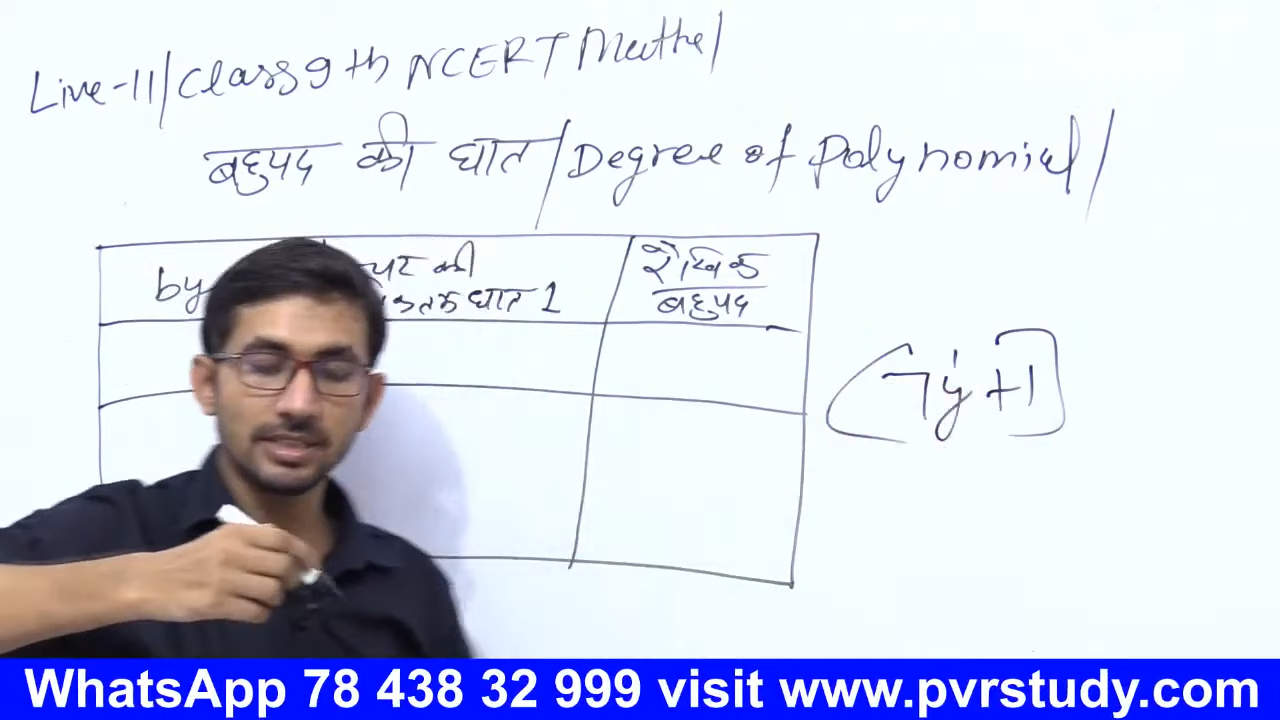 Live-11/Class 9th NCERT Maths/
बहुपद की घात/Degree of Polynomial/
by
की
घात 1
रैखिक
बहुपद
7y+1
WhatsApp 78 438 32 999 visit www.pvrstudy.com